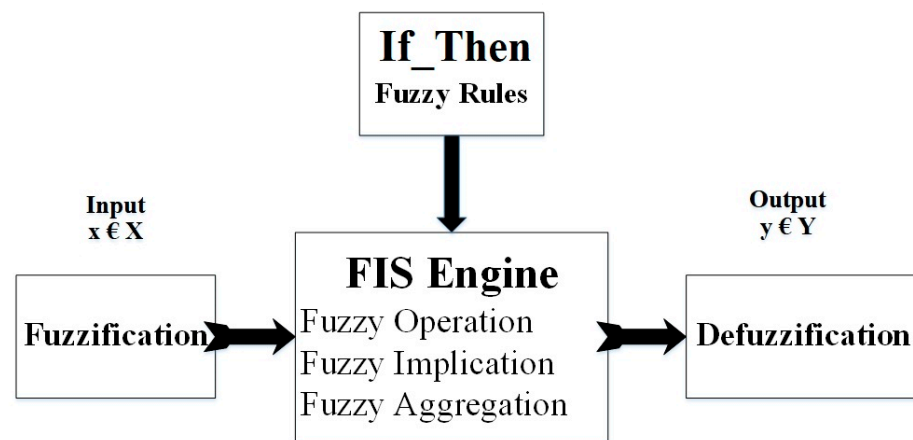 If_Then
Fuzzy Rules
Input
x € X
Output
y € Y
Fuzzification
FIS Engine
Fuzzy Operation
Fuzzy Implication
Fuzzy Aggregation
Defuzzification